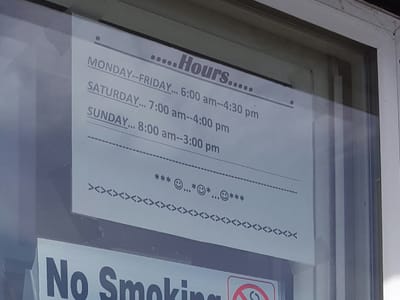 .....Hours.....
MONDAY--FRIDAY... 6:00 am--4:30 pm
SATURDAY... 7:00 am--4:00 pm
SUNDAY... 8:00 am--3:00 pm
***☺...*☺*...☺***
><><><><><><><><><><><><><><><><><><><><
No Smoking